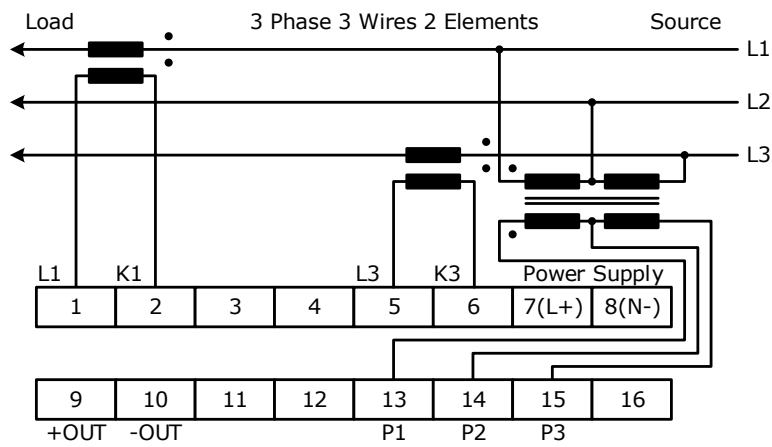 Load 3 Phase 3 Wires 2 Elements Source
L1
L2
L3
L1 K1 L3 K3 Power Supply
1 2 3 4 5 6 7(L+) 8(N-)
9 10 11 12 13 14 15 16
+OUT -OUT P1 P2 P3